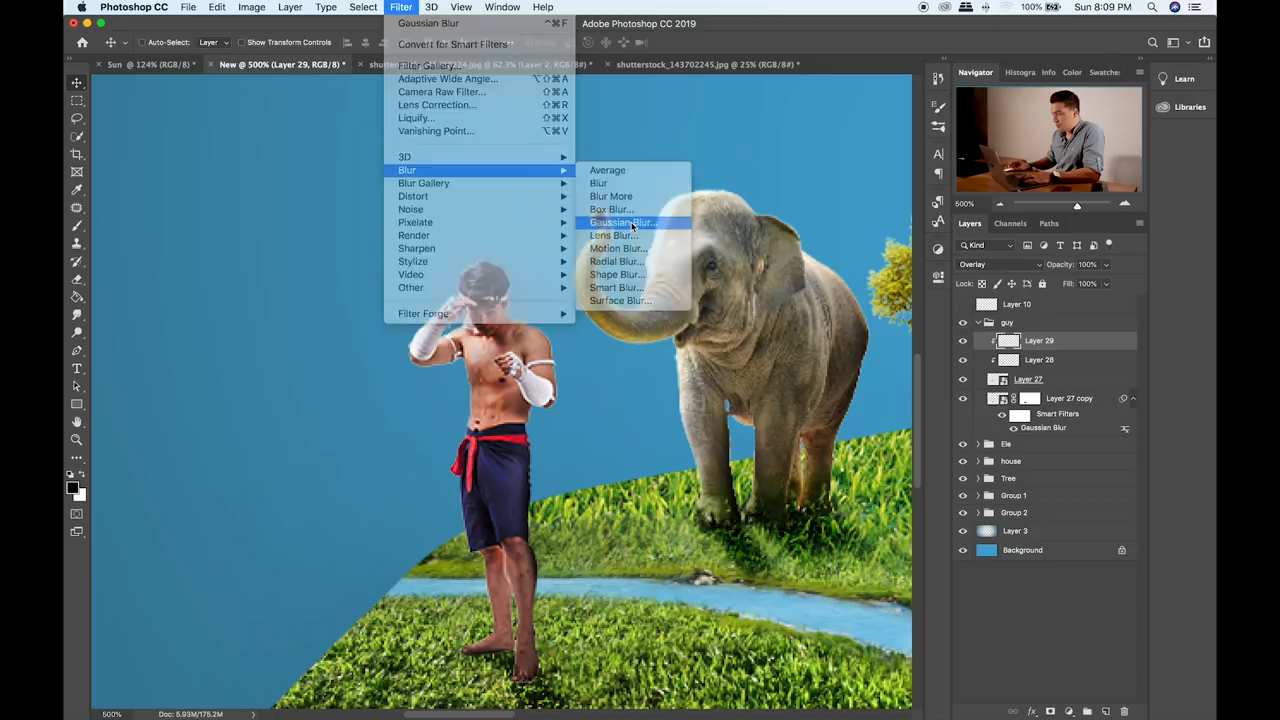 Photoshop CC File Edit Image Layer Type Select Filter 3D View Window Help
100% Sun 8:09 PM
Adobe Photoshop CC 2019
Auto-Select: Layer Show Transform Controls
Sun @ 124% (RGB/8) *
New @ 500% (Layer 29, RGB/8) *
shutterstock_143702245.jpg @ 25% (RGB/8#) *
Gaussian Blur ^⌘F
Convert for Smart Filters
Filter Gallery...
Adaptive Wide Angle... ⌥⇧⌘A
Camera Raw Filter... ⇧⌘A
Lens Correction... ⇧⌘R
Liquify... ⇧⌘X
Vanishing Point... ⌥⌘V
3D
Blur
Blur Gallery
Distort
Noise
Pixelate
Render
Sharpen
Stylize
Video
Other
Filter Forge
Average
Blur
Blur More
Box Blur...
Gaussian Blur...
Lens Blur...
Motion Blur...
Radial Blur...
Shape Blur...
Smart Blur...
Surface Blur...
Navigator Histogra Info Color Swatche:
Learn
Libraries
500%
Layers Channels Paths
Kind
Overlay Opacity: 100%
Lock: Fill: 100%
Layer 10
guy
Layer 29
Layer 28
Layer 27
Layer 27 copy
Smart Filters
Gaussian Blur
Ele
house
Tree
Group 1
Group 2
Layer 3
Background
500% Doc: 5.93M/175.2M